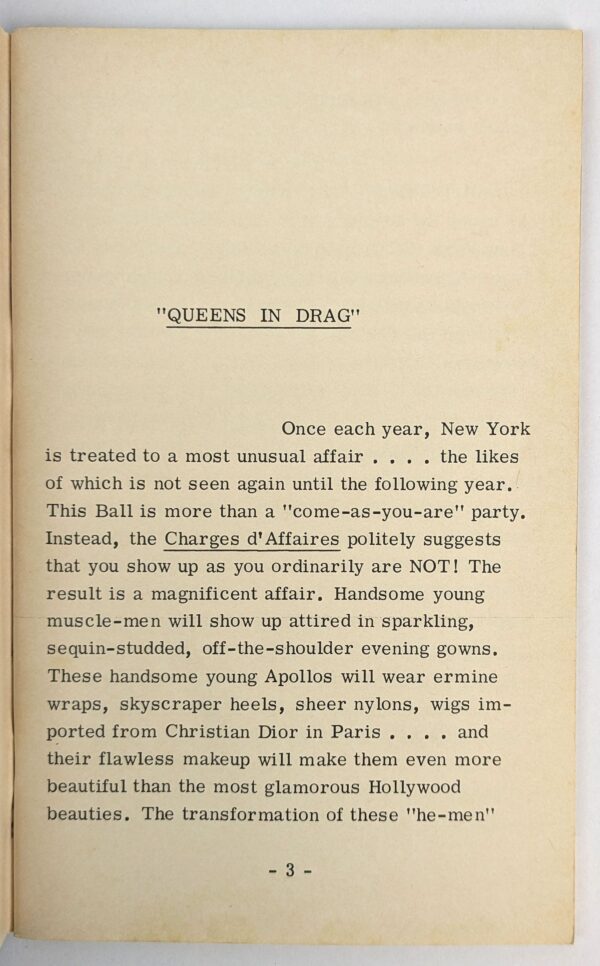 "QUEENS IN DRAG"
Once each year, New York
is treated to a most unusual affair . . . . the likes
of which is not seen again until the following year.
This Ball is more than a "come-as-you-are" party.
Instead, the Charges d'Affaires politely suggests
that you show up as you ordinarily are NOT! The
result is a magnificent affair. Handsome young
muscle-men will show up attired in sparkling,
sequin-studded, off-the-shoulder evening gowns.
These handsome young Apollos will wear ermine
wraps, skyscraper heels, sheer nylons, wigs im-
ported from Christian Dior in Paris . . . . and
their flawless makeup will make them even more
beautiful than the most glamorous Hollywood
beauties. The transformation of these "he-men"
- 3 -